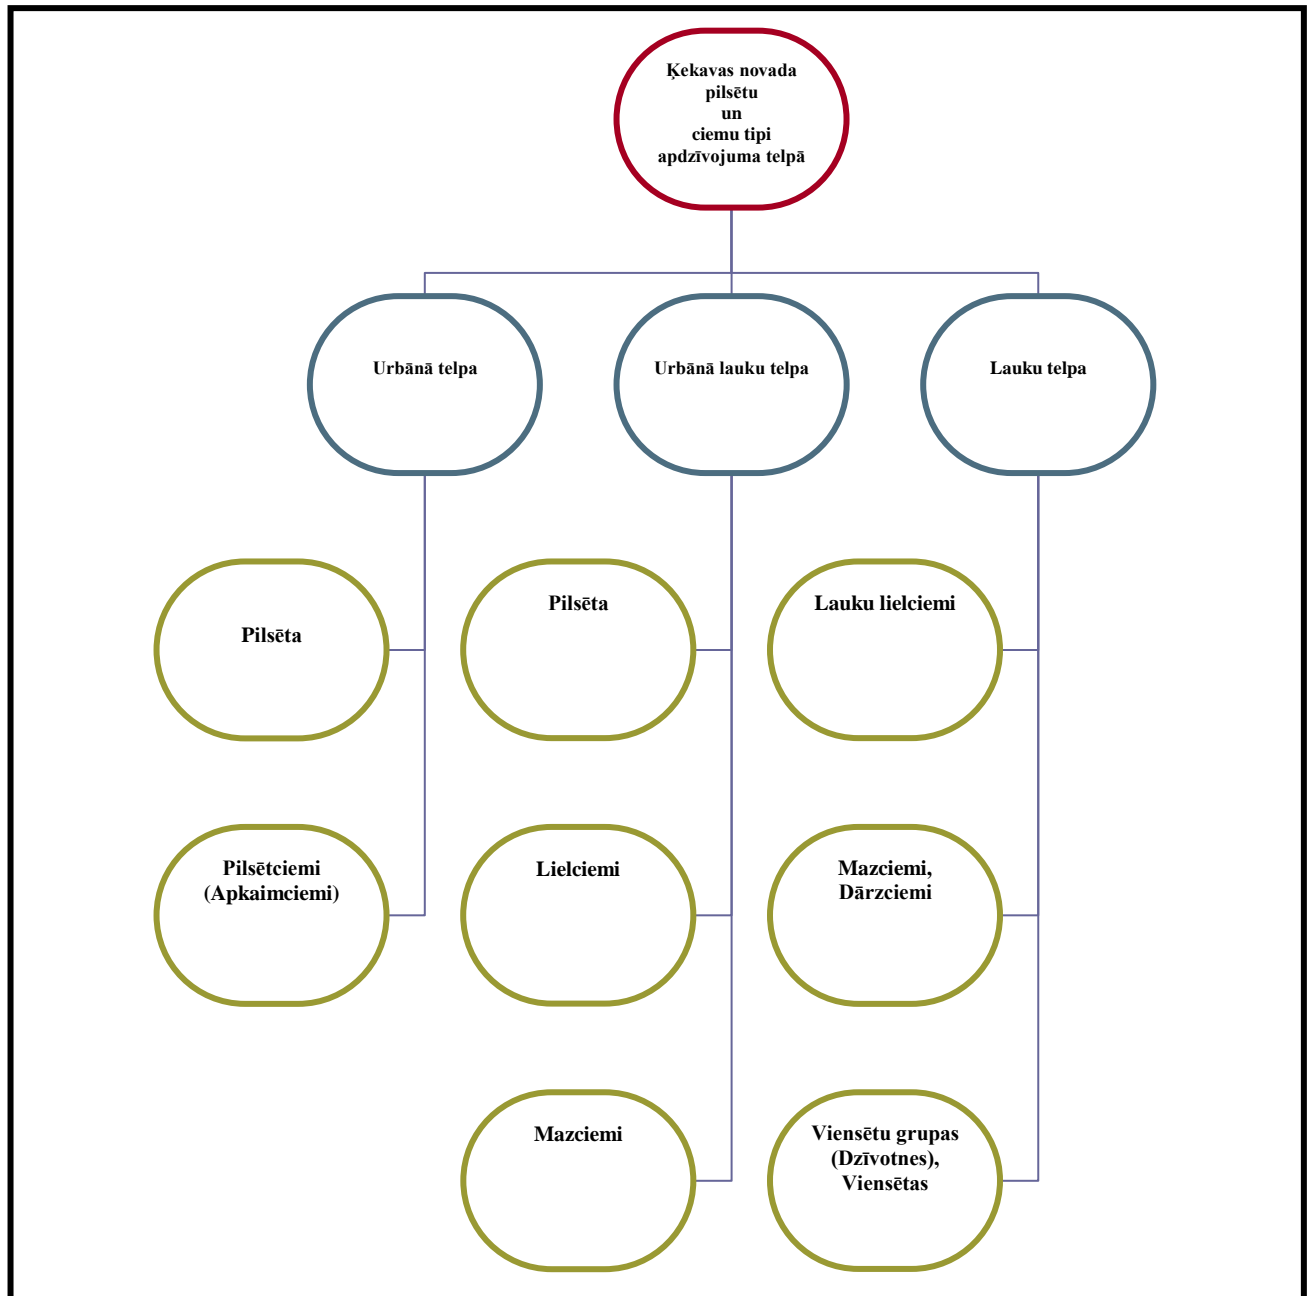 Ķekavas novada
pilsētu
un
ciemu tipi
apdzīvojuma telpā
Urbānā telpa
Urbānā lauku telpa
Lauku telpa
Pilsēta
Pilsētciemi
(Apkaimciemi)
Pilsēta
Lielciemi
Mazciemi
Lauku lielciemi
Mazciemi,
Dārzciemi
Viensētu grupas
(Dzīvotnes),
Viensētas